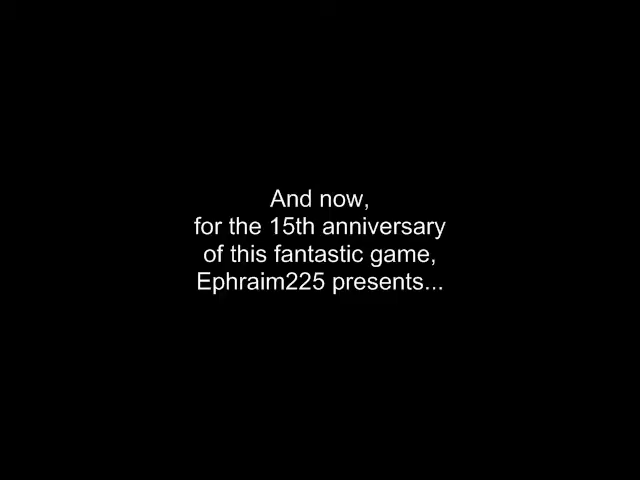 And now,
for the 15th anniversary
of this fantastic game,
Ephraim225 presents...